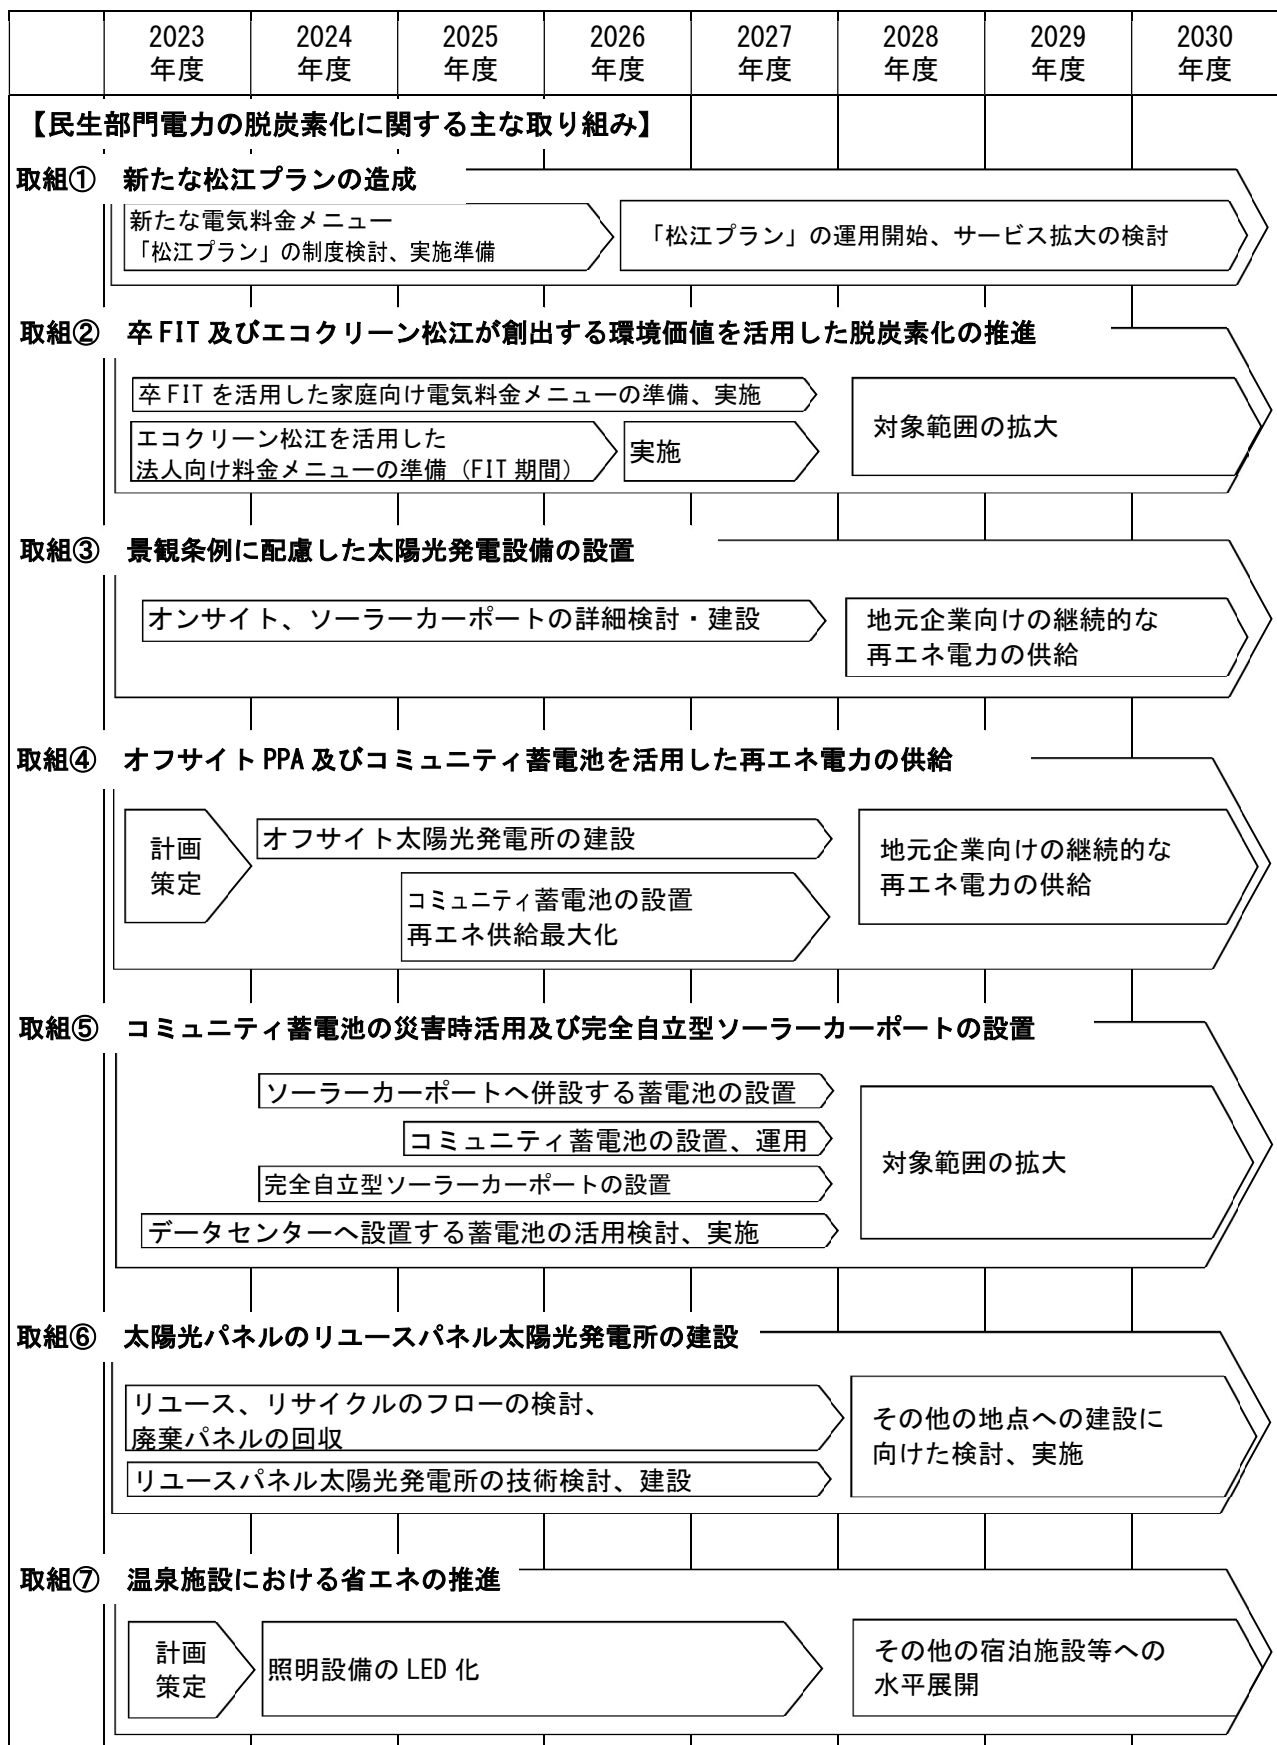 2023 2024 2025 2026 2027 2028 2029 2030
年度 年度 年度 年度 年度 年度 年度 年度
【民生部門電力の脱炭素化に関する主な取り組み】
取組① 新たな松江プランの造成
新たな電気料金メニュー
「松江プラン」の制度検討、実施準備
「松江プラン」の運用開始、サービス拡大の検討
取組② 卒FIT及びエコクリーン松江が創出する環境価値を活用した脱炭素化の推進
卒FITを活用した家庭向け電気料金メニューの準備、実施
エコクリーン松江を活用した
法人向け料金メニューの準備（FIT期間）
実施
対象範囲の拡大
取組③ 景観条例に配慮した太陽光発電設備の設置
オンサイト、ソーラーカーポートの詳細検討・建設
地元企業向けの継続的な
再エネ電力の供給
取組④ オフサイトPPA及びコミュニティ蓄電池を活用した再エネ電力の供給
計画
策定
オフサイト太陽光発電所の建設
コミュニティ蓄電池の設置
再エネ供給最大化
地元企業向けの継続的な
再エネ電力の供給
取組⑤ コミュニティ蓄電池の災害時活用及び完全自立型ソーラーカーポートの設置
ソーラーカーポートへ併設する蓄電池の設置
コミュニティ蓄電池の設置、運用
完全自立型ソーラーカーポートの設置
データセンターへ設置する蓄電池の活用検討、実施
対象範囲の拡大
取組⑥ 太陽光パネルのリユースパネル太陽光発電所の建設
リユース、リサイクルのフローの検討、
廃棄パネルの回収
リユースパネル太陽光発電所の技術検討、建設
その他の地点への建設に
向けた検討、実施
取組⑦ 温泉施設における省エネの推進
計画
策定
照明設備のLED化
その他の宿泊施設等への
水平展開